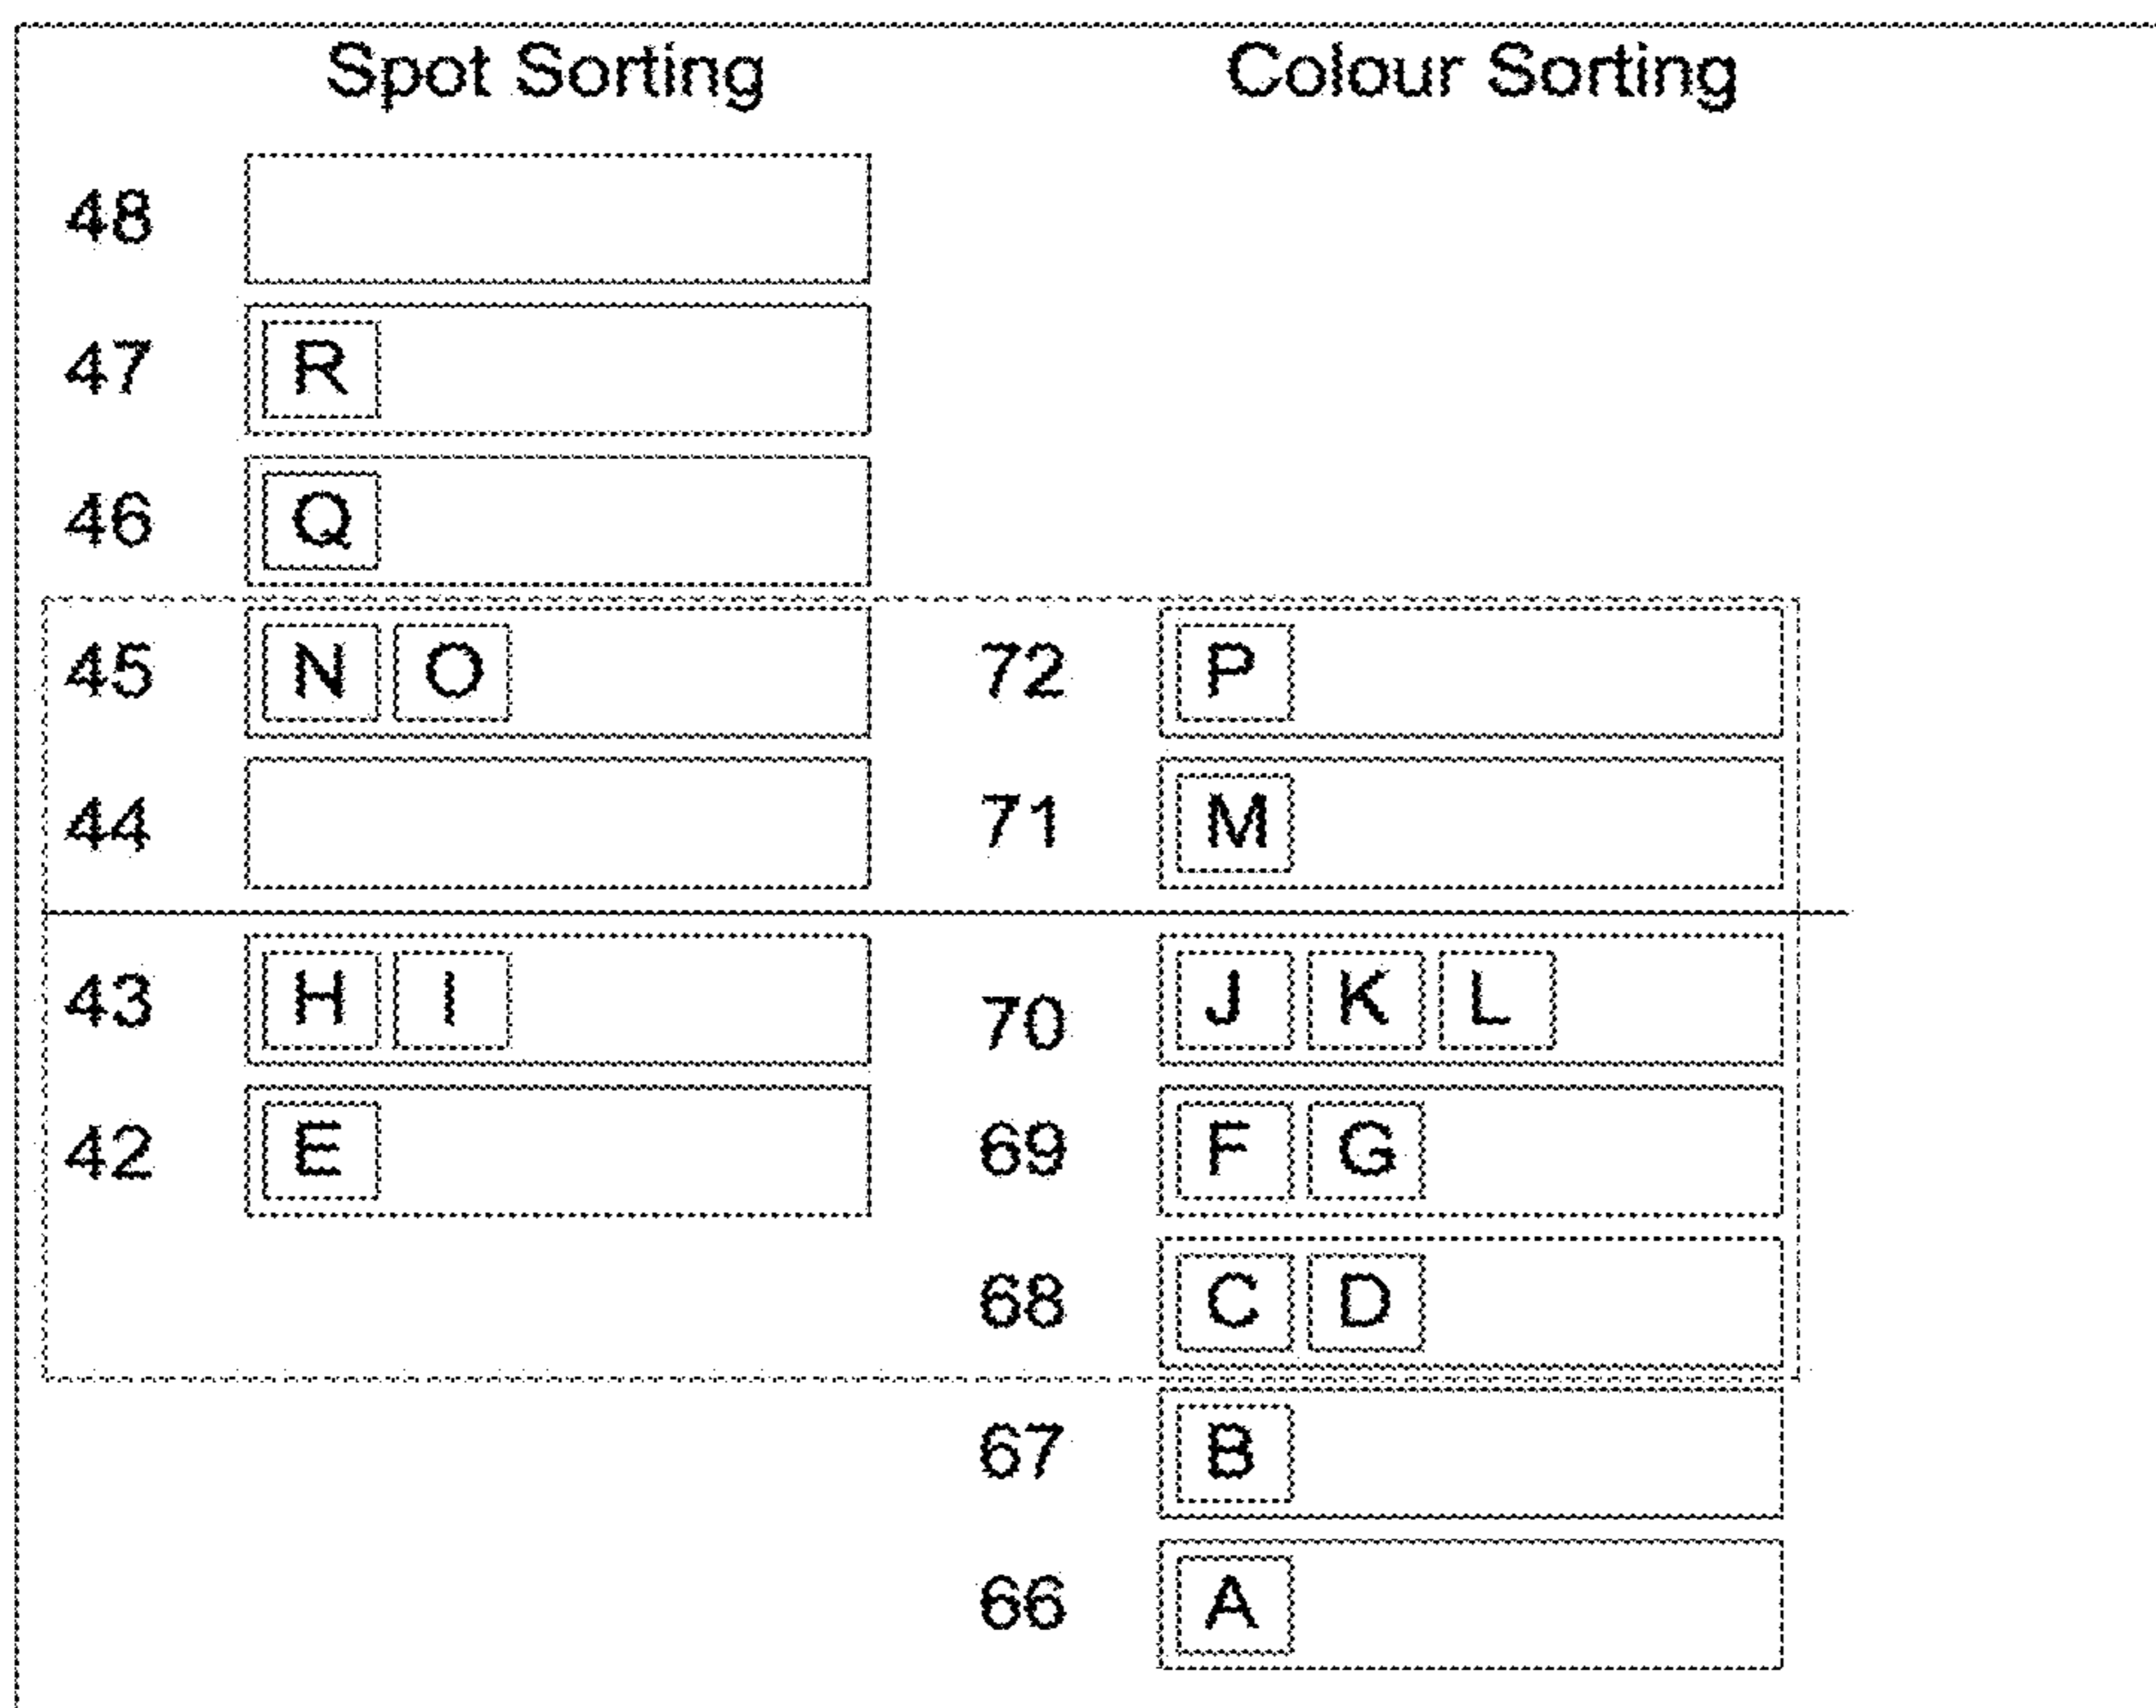 Spot Sorting Colour Sorting
48
47 R
46 Q
45 N O 72 P
44 71 M
43 H I 70 J K L
42 E 69 F G
68 C D
67 B
66 A